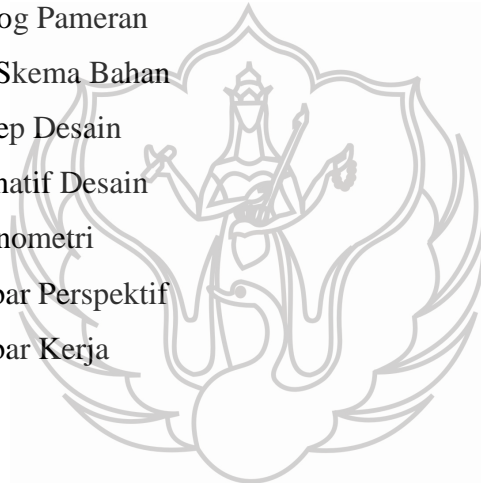 og Pameran
Skema Bahan
ep Desain
natif Desain
nometri
bar Perspektif
bar Kerja